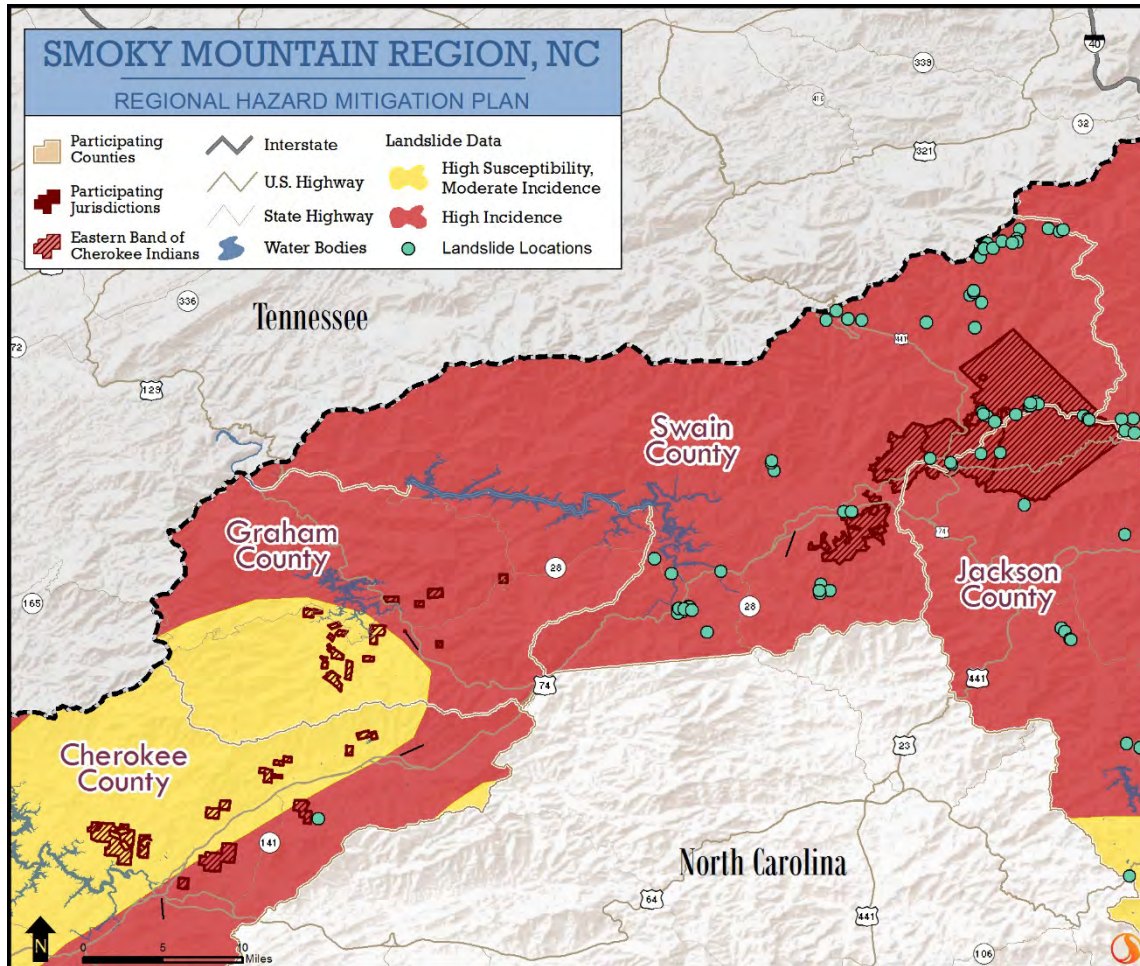 SMOKY MOUNTAIN REGION, NC
REGIONAL HAZARD MITIGATION PLAN
Participating
Counties
Participating
Jurisdictions
Eastern Band of
Cherokee Indians
Interstate
U.S. Highway
State Highway
Water Bodies
Landslide Data
High Susceptibility,
Moderate Incidence
High Incidence
Landslide Locations
40
339
416
32
321
336
Tennessee
72
129
441
Swain
County
Graham
County
28
74
165
Jackson
County
28
441
74
23
Cherokee
County
141
North Carolina
64
441
106
N
0 5 10
Miles